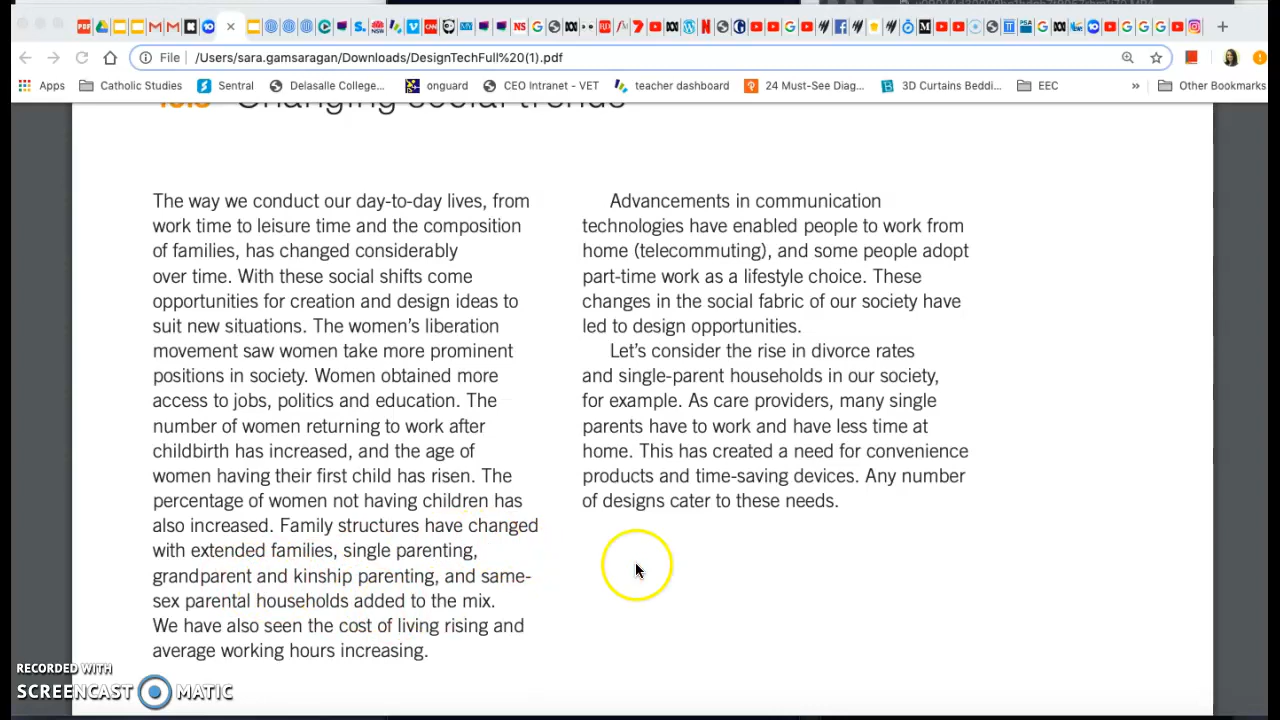 File
/Users/sara.gamsaragan/Downloads/DesignTechFull%20(1).pdf
Apps
Catholic Studies
Sentral
Delasalle College...
onguard
CEO Intranet - VET
teacher dashboard
24 Must-See Diag...
3D Curtains Beddi...
EEC
»
Other Bookmarks
Changing social trends
The way we conduct our day-to-day lives, from
work time to leisure time and the composition
of families, has changed considerably
over time. With these social shifts come
opportunities for creation and design ideas to
suit new situations. The women's liberation
movement saw women take more prominent
positions in society. Women obtained more
access to jobs, politics and education. The
number of women returning to work after
childbirth has increased, and the age of
women having their first child has risen. The
percentage of women not having children has
also increased. Family structures have changed
with extended families, single parenting,
grandparent and kinship parenting, and same-
sex parental households added to the mix.
We have also seen the cost of living rising and
average working hours increasing.
Advancements in communication
technologies have enabled people to work from
home (telecommuting), and some people adopt
part-time work as a lifestyle choice. These
changes in the social fabric of our society have
led to design opportunities.
Let's consider the rise in divorce rates
and single-parent households in our society,
for example. As care providers, many single
parents have to work and have less time at
home. This has created a need for convenience
products and time-saving devices. Any number
of designs cater to these needs.
RECORDED WITH
SCREENCAST MATIC